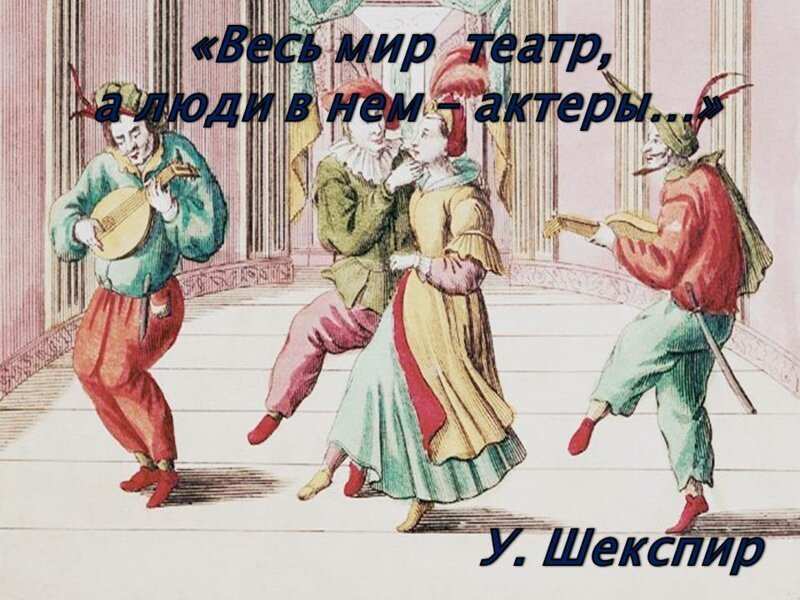 «Весь мир театр,
а люди в нем – актеры...»
У. Шекспир